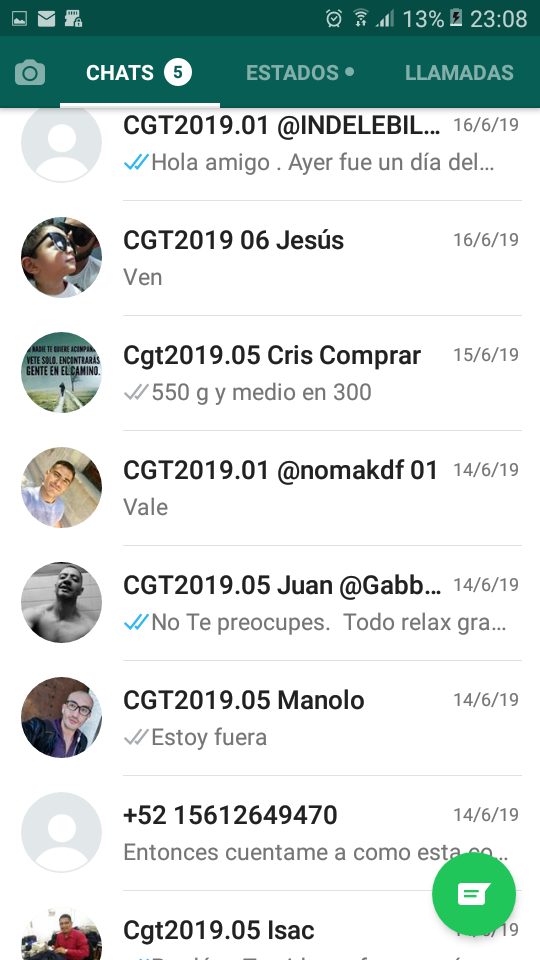 13% 23:08
CHATS 5 ESTADOS LLAMADAS
CGT2019.01 @INDELEBIL... 16/6/19
Hola amigo . Ayer fue un día del...
CGT2019 06 Jesús 16/6/19
Ven
NADIE TE QUIERE ACOMPAÑA
VETE SOLO. ENCONTRARÁS
GENTE EN EL CAMINO.
Cgt2019.05 Cris Comprar 15/6/19
550 g y medio en 300
CGT2019.01 @nomakdf 01 14/6/19
Vale
CGT2019.05 Juan @Gabb... 14/6/19
No Te preocupes.  Todo relax gra...
CGT2019.05 Manolo 14/6/19
Estoy fuera
+52 15612649470 14/6/19
Entonces cuentame a como esta co...
Cgt2019.05 Isac